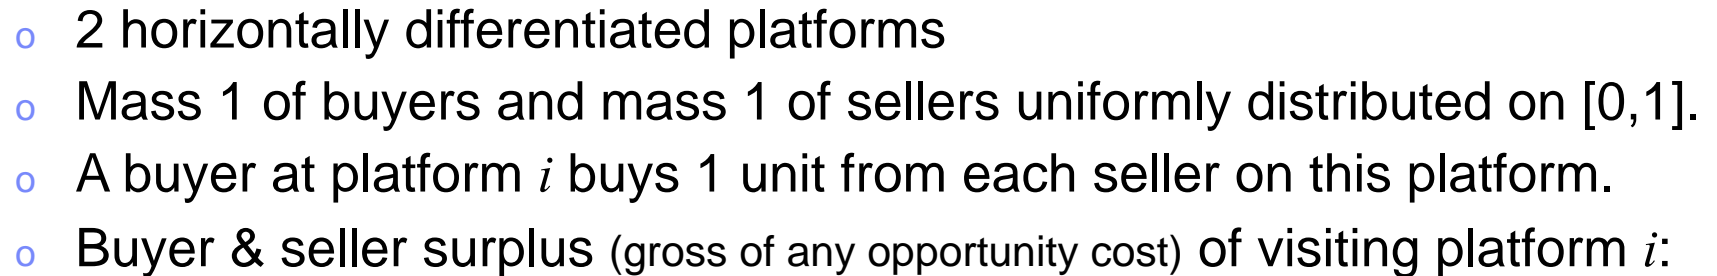 o 2 horizontally differentiated platforms
o Mass 1 of buyers and mass 1 of sellers uniformly distributed on [0,1].
o A buyer at platform i buys 1 unit from each seller on this platform.
o Buyer & seller surplus (gross of any opportunity cost) of visiting platform i: